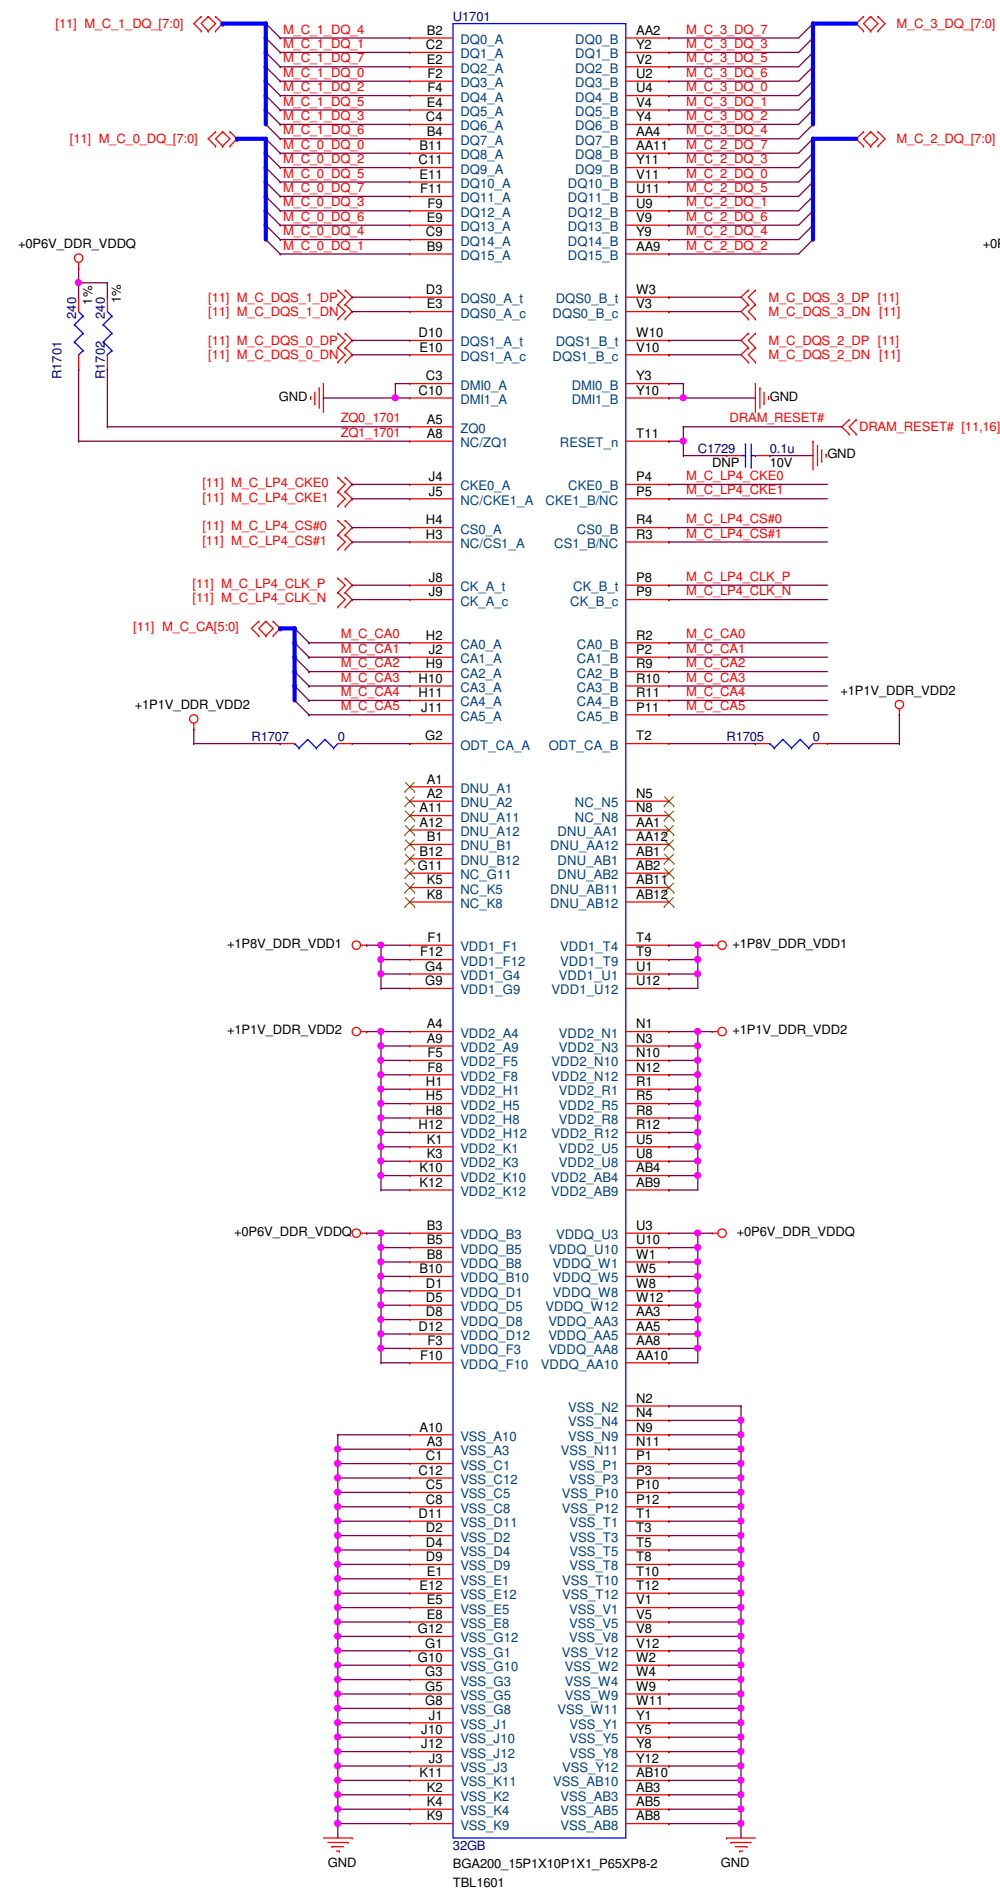 U1701
[11] M_C_1_DQ_[7:0]
M_C_1_DQ_4 B2 DQ0_A DQ0_B AA2 M_C_3_DQ_7
M_C_3_DQ_[7:0]
M_C_1_DQ_1 C2 DQ1_A DQ1_B Y2 M_C_3_DQ_3
M_C_1_DQ_7 E2 DQ2_A DQ2_B V2 M_C_3_DQ_5
M_C_1_DQ_0 F2 DQ3_A DQ3_B U2 M_C_3_DQ_6
M_C_1_DQ_2 F4 DQ4_A DQ4_B U4 M_C_3_DQ_0
M_C_1_DQ_5 E4 DQ5_A DQ5_B V4 M_C_3_DQ_1
M_C_1_DQ_3 C4 DQ6_A DQ6_B Y4 M_C_3_DQ_2
M_C_1_DQ_6 B4 DQ7_A DQ7_B AA4 M_C_3_DQ_4
[11] M_C_0_DQ_[7:0]
M_C_0_DQ_0 B11 DQ8_A DQ8_B AA11 M_C_2_DQ_7
M_C_2_DQ_[7:0]
M_C_0_DQ_2 C11 DQ9_A DQ9_B Y11 M_C_2_DQ_3
M_C_0_DQ_5 E11 DQ10_A DQ10_B V11 M_C_2_DQ_0
M_C_0_DQ_7 F11 DQ11_A DQ11_B U11 M_C_2_DQ_5
M_C_0_DQ_3 F9 DQ12_A DQ12_B U9 M_C_2_DQ_1
M_C_0_DQ_6 E9 DQ13_A DQ13_B V9 M_C_2_DQ_6
M_C_0_DQ_4 C9 DQ14_A DQ14_B Y9 M_C_2_DQ_4
M_C_0_DQ_1 B9 DQ15_A DQ15_B AA9 M_C_2_DQ_2
+0P6V_DDR_VDDQ
R1701 240 1%
R1702 240 1%
[11] M_C_DQS_1_DP D3 DQS0_A_t DQS0_B_t W3 M_C_DQS_3_DP [11]
[11] M_C_DQS_1_DN E3 DQS0_A_c DQS0_B_c V3 M_C_DQS_3_DN [11]
[11] M_C_DQS_0_DP D10 DQS1_A_t DQS1_B_t W10 M_C_DQS_2_DP [11]
[11] M_C_DQS_0_DN E10 DQS1_A_c DQS1_B_c V10 M_C_DQS_2_DN [11]
C3 DMI0_A DMI0_B Y3
GND C10 DMI1_A DMI1_B Y10 GND
ZQ0_1701 A5 ZQ0
DRAM_RESET# DRAM_RESET# [11,16]
ZQ1_1701 A8 NC/ZQ1 RESET_n T11
C1729 0.1u
DNP 10V
GND
[11] M_C_LP4_CKE0 J4 CKE0_A CKE0_B P4 M_C_LP4_CKE0
[11] M_C_LP4_CKE1 J5 NC/CKE1_A CKE1_B/NC P5 M_C_LP4_CKE1
[11] M_C_LP4_CS#0 H4 CS0_A CS0_B R4 M_C_LP4_CS#0
[11] M_C_LP4_CS#1 H3 NC/CS1_A CS1_B/NC R3 M_C_LP4_CS#1
[11] M_C_LP4_CLK_P J8 CK_A_t CK_B_t P8 M_C_LP4_CLK_P
[11] M_C_LP4_CLK_N J9 CK_A_c CK_B_c P9 M_C_LP4_CLK_N
[11] M_C_CA[5:0]
M_C_CA0 H2 CA0_A CA0_B R2 M_C_CA0
M_C_CA1 J2 CA1_A CA1_B P2 M_C_CA1
M_C_CA2 H9 CA2_A CA2_B R9 M_C_CA2
M_C_CA3 H10 CA3_A CA3_B R10 M_C_CA3
M_C_CA4 H11 CA4_A CA4_B R11 M_C_CA4
M_C_CA5 J11 CA5_A CA5_B P11 M_C_CA5
+1P1V_DDR_VDD2 +1P1V_DDR_VDD2
R1707 0 G2 ODT_CA_A ODT_CA_B T2 R1705 0
A1 DNU_A1
A2 DNU_A2 NC_N5 N5
A11 DNU_A11 NC_N8 N8
A12 DNU_A12 DNU_AA1 AA1
B1 DNU_B1 DNU_AA12 AA12
B12 DNU_B12 DNU_AB1 AB1
G11 NC_G11 DNU_AB2 AB2
K5 NC_K5 DNU_AB11 AB11
K8 NC_K8 DNU_AB12 AB12
+1P8V_DDR_VDD1 F1 VDD1_F1 VDD1_T4 T4 +1P8V_DDR_VDD1
F12 VDD1_F12 VDD1_T9 T9
G4 VDD1_G4 VDD1_U1 U1
G9 VDD1_G9 VDD1_U12 U12
+1P1V_DDR_VDD2 A4 VDD2_A4 VDD2_N1 N1 +1P1V_DDR_VDD2
A9 VDD2_A9 VDD2_N3 N3
F5 VDD2_F5 VDD2_N10 N10
F8 VDD2_F8 VDD2_N12 N12
H1 VDD2_H1 VDD2_R1 R1
H5 VDD2_H5 VDD2_R5 R5
H8 VDD2_H8 VDD2_R8 R8
H12 VDD2_H12 VDD2_R12 R12
K1 VDD2_K1 VDD2_U5 U5
K3 VDD2_K3 VDD2_U8 U8
K10 VDD2_K10 VDD2_AB4 AB4
K12 VDD2_K12 VDD2_AB9 AB9
+0P6V_DDR_VDDQ B3 VDDQ_B3 VDDQ_U3 U3 +0P6V_DDR_VDDQ
B5 VDDQ_B5 VDDQ_U10 U10
B8 VDDQ_B8 VDDQ_W1 W1
B10 VDDQ_B10 VDDQ_W5 W5
D1 VDDQ_D1 VDDQ_W8 W8
D5 VDDQ_D5 VDDQ_W12 W12
D8 VDDQ_D8 VDDQ_AA3 AA3
D12 VDDQ_D12 VDDQ_AA5 AA5
F3 VDDQ_F3 VDDQ_AA8 AA8
F10 VDDQ_F10 VDDQ_AA10 AA10
VSS_N2 N2
VSS_N4 N4
A10 VSS_A10 VSS_N9 N9
A3 VSS_A3 VSS_N11 N11
C1 VSS_C1 VSS_P1 P1
C12 VSS_C12 VSS_P3 P3
C5 VSS_C5 VSS_P10 P10
C8 VSS_C8 VSS_P12 P12
D11 VSS_D11 VSS_T1 T1
D2 VSS_D2 VSS_T3 T3
D4 VSS_D4 VSS_T5 T5
D9 VSS_D9 VSS_T8 T8
E1 VSS_E1 VSS_T10 T10
E12 VSS_E12 VSS_T12 T12
E5 VSS_E5 VSS_V1 V1
E8 VSS_E8 VSS_V5 V5
G12 VSS_G12 VSS_V8 V8
G1 VSS_G1 VSS_V12 V12
G10 VSS_G10 VSS_W2 W2
G3 VSS_G3 VSS_W4 W4
G5 VSS_G5 VSS_W9 W9
G8 VSS_G8 VSS_W11 W11
J1 VSS_J1 VSS_Y1 Y1
J10 VSS_J10 VSS_Y5 Y5
J12 VSS_J12 VSS_Y8 Y8
J3 VSS_J3 VSS_Y12 Y12
K11 VSS_K11 VSS_AB10 AB10
K2 VSS_K2 VSS_AB3 AB3
K4 VSS_K4 VSS_AB5 AB5
K9 VSS_K9 VSS_AB8 AB8
32GB
GND BGA200_15P1X10P1X1_P65XP8-2 GND
TBL1601